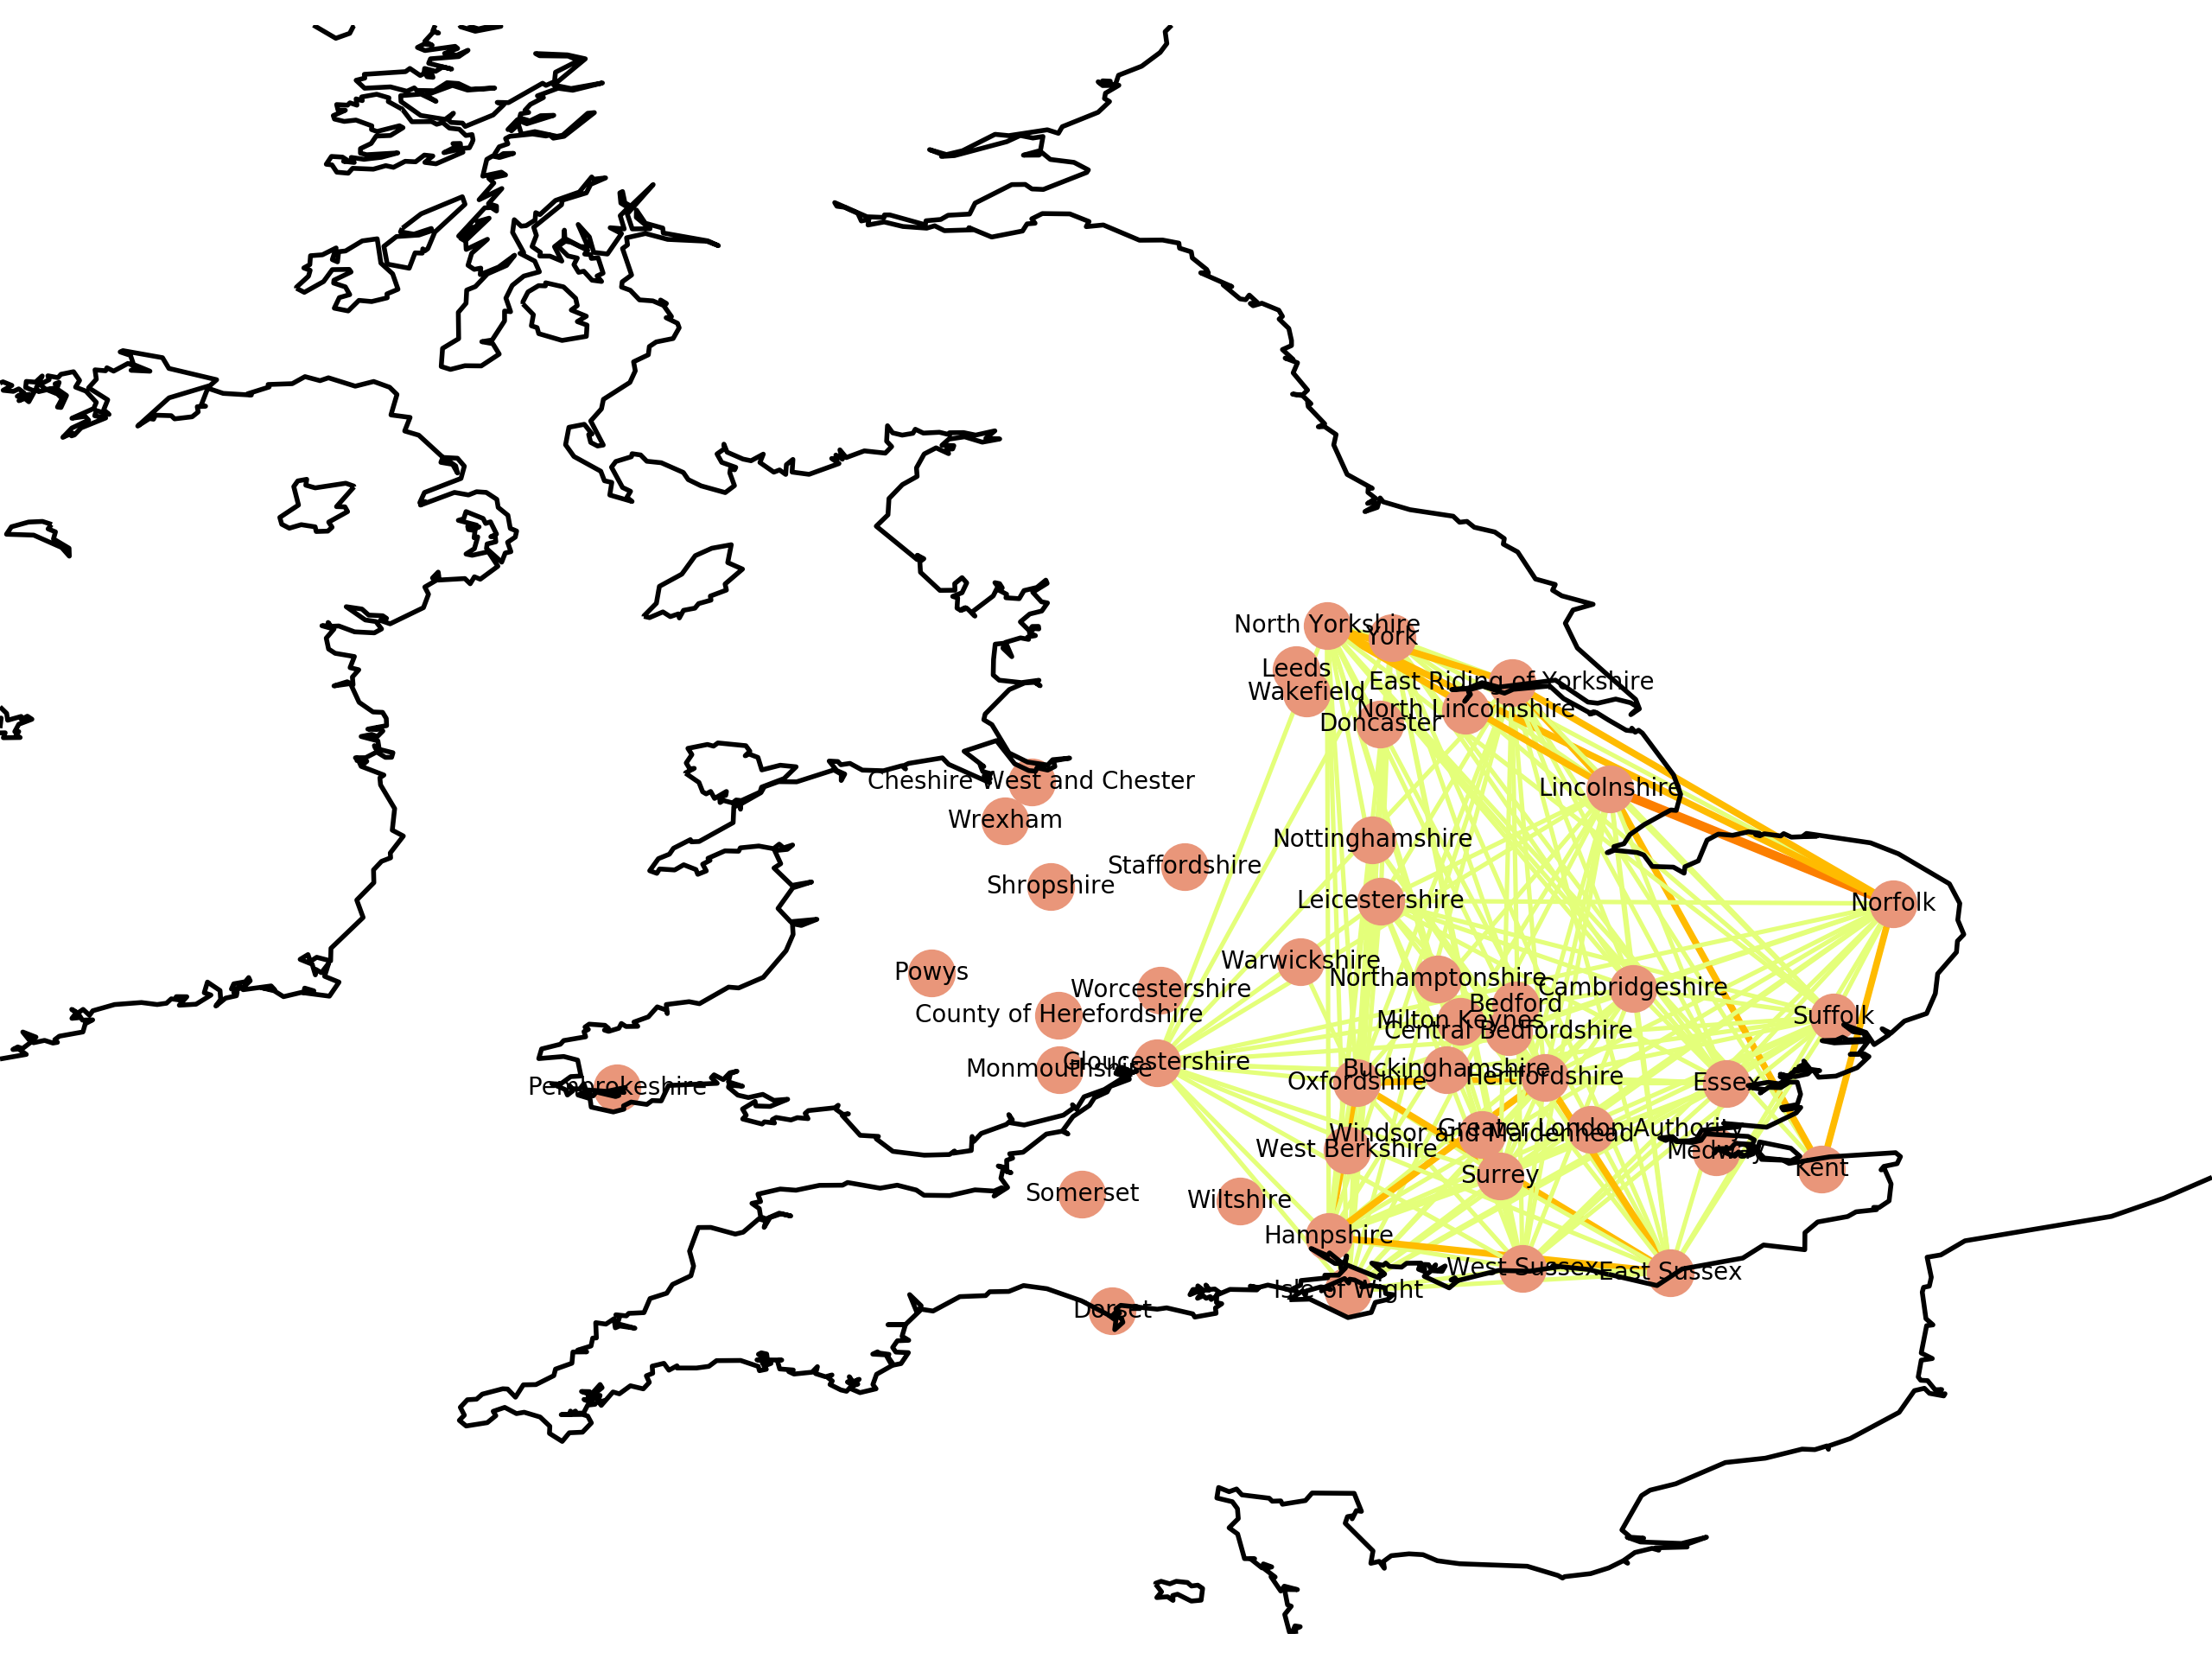 North Yorkshire
York
Leeds
East Riding of Yorkshire
Wakefield
North Lincolnshire
Doncaster
Cheshire West and Chester
Lincolnshire
Wrexham
Nottinghamshire
Staffordshire
Shropshire
Leicestershire
Norfolk
Warwickshire
Powys
Northamptonshire
Worcestershire
Cambridgeshire
Bedford
County of Herefordshire
Suffolk
Milton Keynes
Central Bedfordshire
Gloucestershire
Monmouthshire
Buckinghamshire
Hertfordshire
Oxfordshire
Essex
Pembrokeshire
Greater London Authority
Windsor and Maidenhead
West Berkshire
Medway
Kent
Surrey
Somerset
Wiltshire
Hampshire
West Sussex
East Sussex
Isle of Wight
Dorset